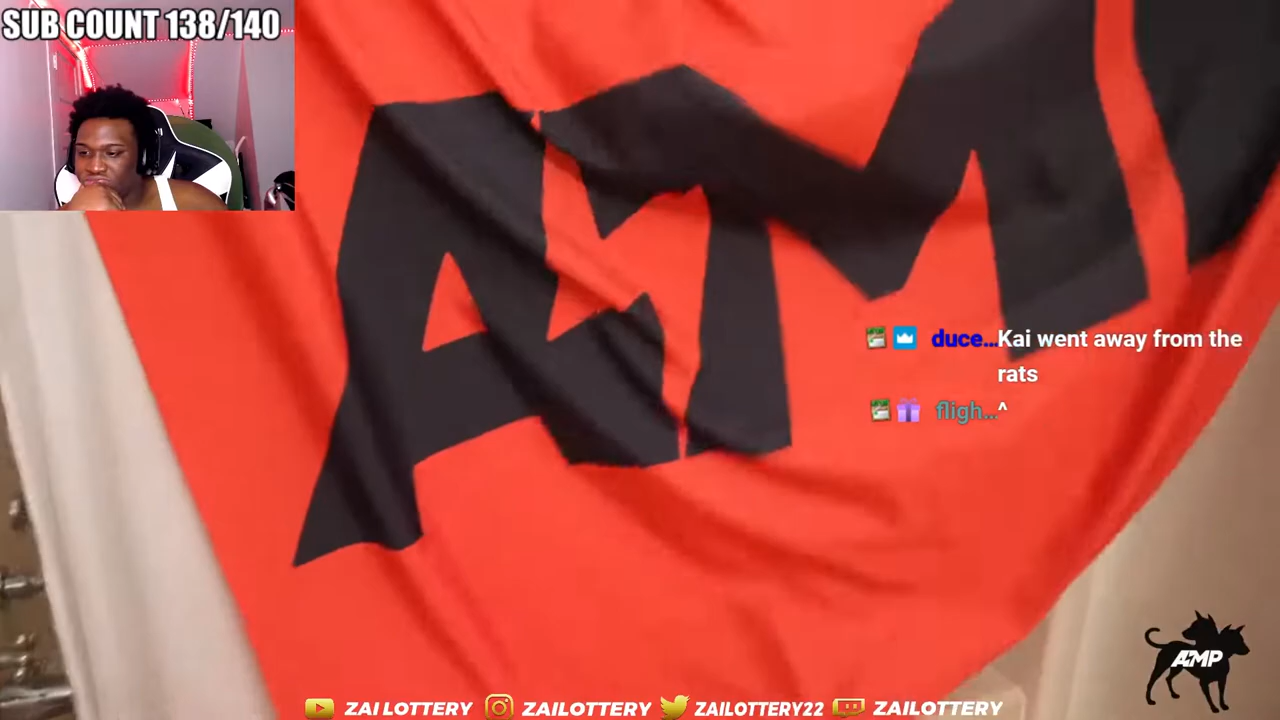 SUB COUNT 138/140
AMP
duce...Kai went away from the
rats
fligh...^
AMP
ZAI LOTTERY ZAILOTTERY ZAILOTTERY22 ZAILOTTERY